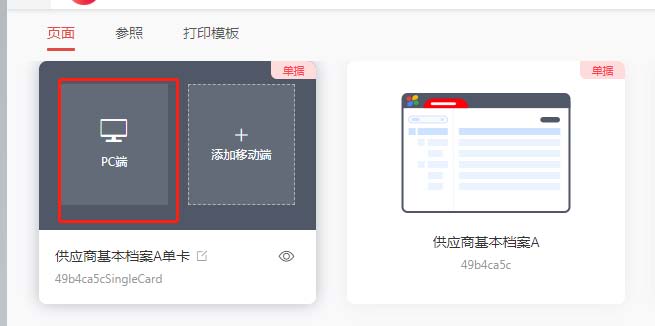 页面 参照 打印模板
单据 单据
PC端 添加移动端
供应商基本档案A单卡
49b4ca5cSingleCard
供应商基本档案A
49b4ca5c